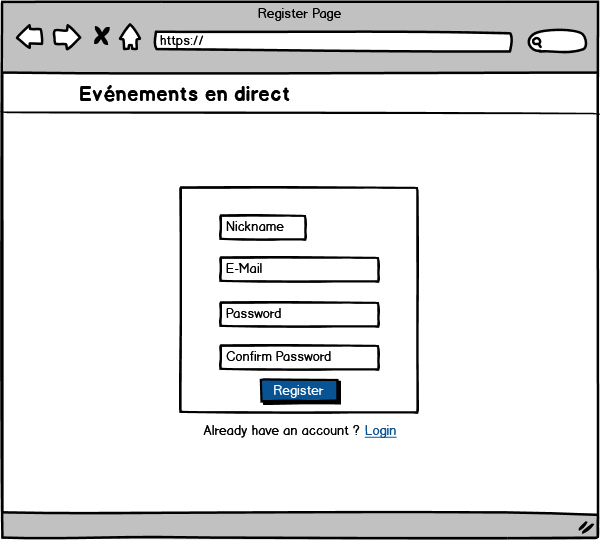 Register Page
https://
Evénements en direct
Nickname
E-Mail
Password
Confirm Password
Register
Already have an account ? Login